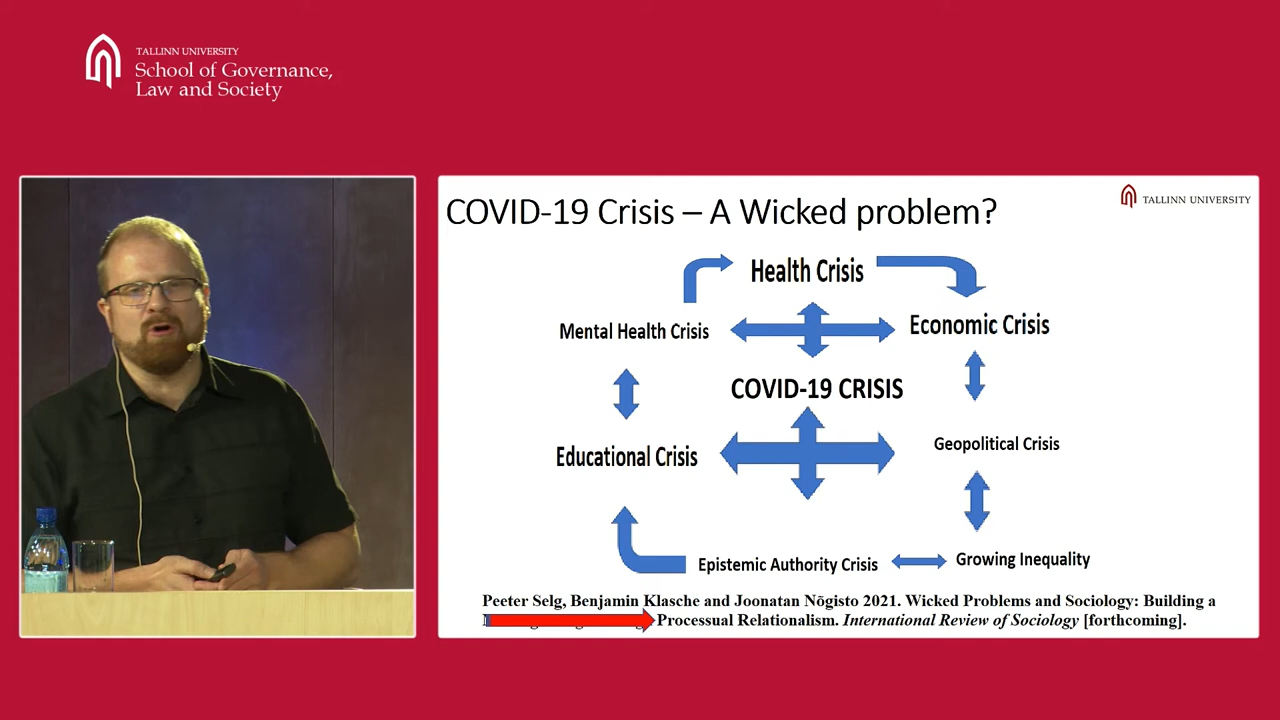 TALLINN UNIVERSITY
School of Governance,
Law and Society
COVID-19 Crisis – A Wicked problem?
TALLINN UNIVERSITY
Health Crisis
Mental Health Crisis
Economic Crisis
COVID-19 CRISIS
Geopolitical Crisis
Educational Crisis
Epistemic Authority Crisis
Growing Inequality
Peeter Selg, Benjamin Klasche and Joonatan Nõgisto 2021. Wicked Problems and Sociology: Building a
Processual Relationalism. International Review of Sociology [forthcoming].